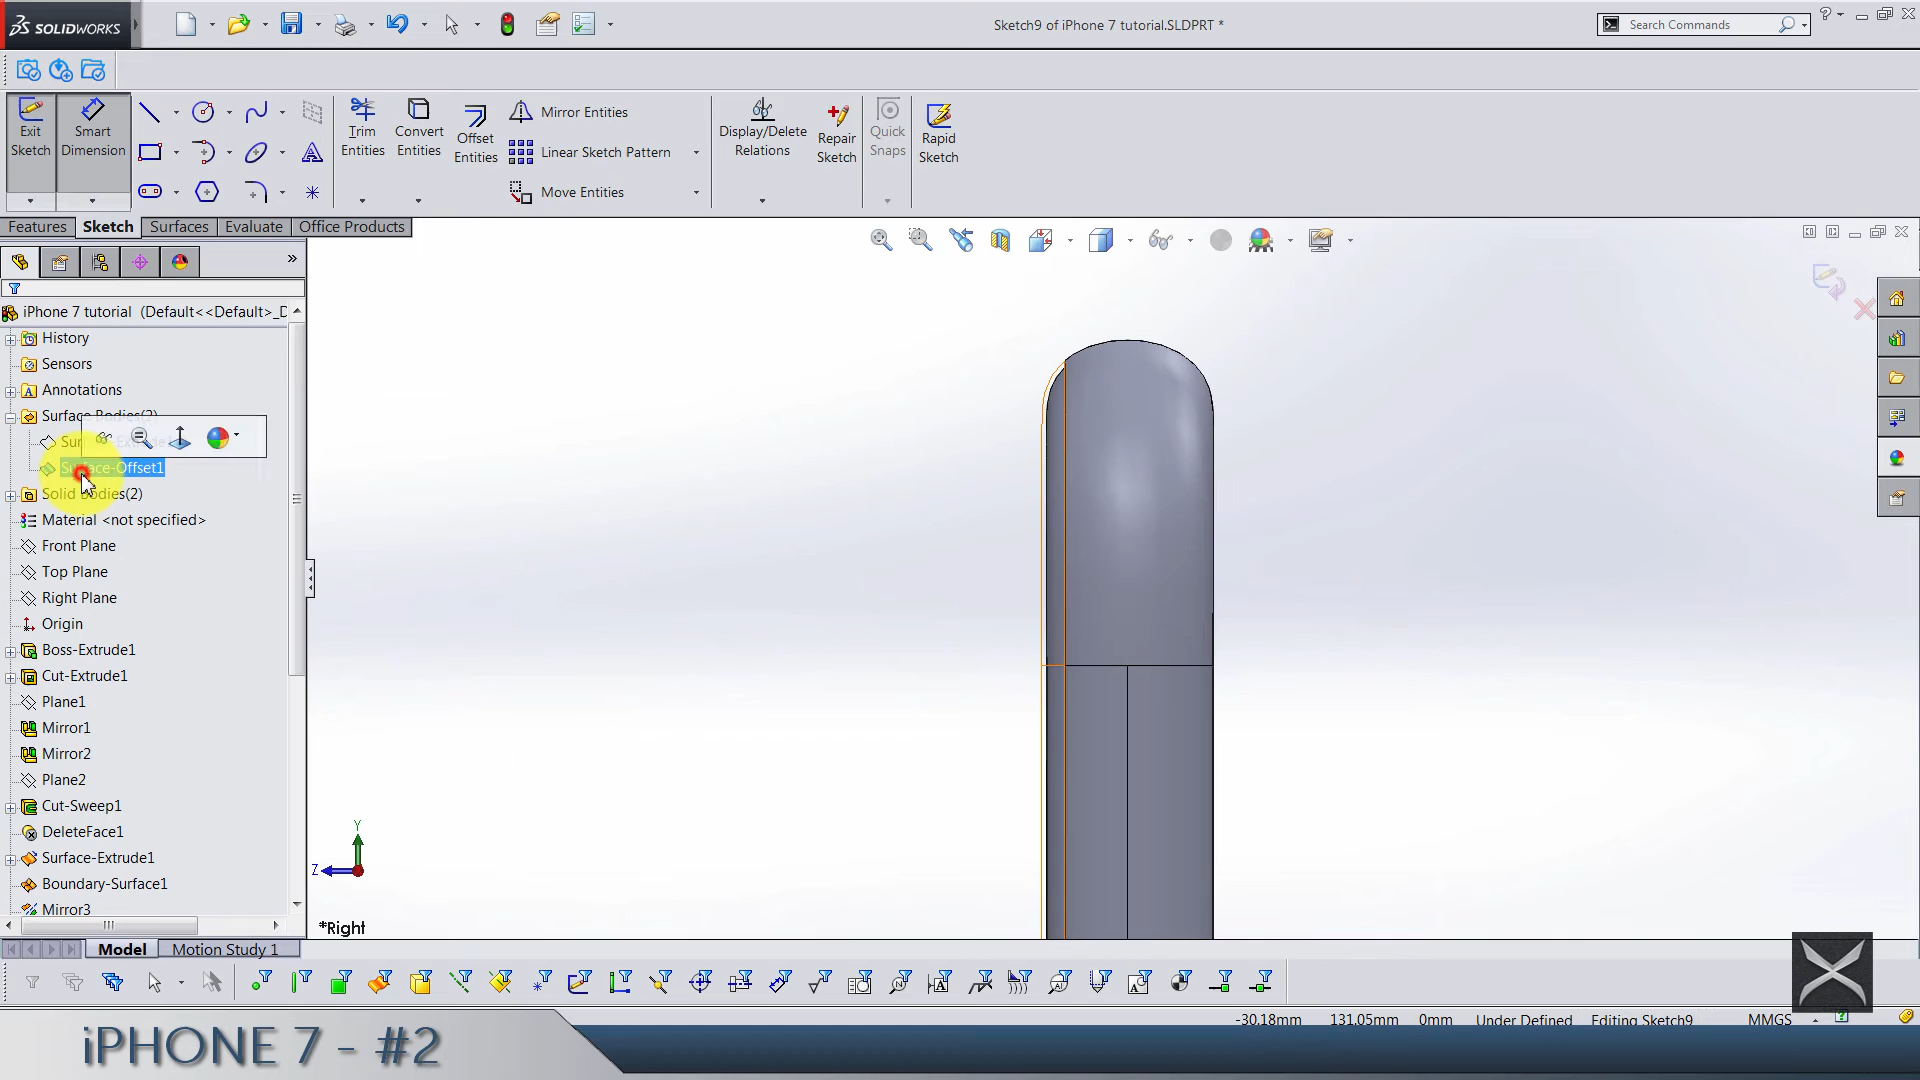 SOLIDWORKS
Sketch9 of iPhone 7 tutorial.SLDPRT *
Search Commands
Exit Sketch
Smart Dimension
Trim Entities
Convert Entities
Offset Entities
Mirror Entities
Linear Sketch Pattern
Move Entities
Display/Delete Relations
Repair Sketch
Quick Snaps
Rapid Sketch
Features
Sketch
Surfaces
Evaluate
Office Products
iPhone 7 tutorial (Default<<Default>_D
History
Sensors
Annotations
Surface Bodies(2)
Surface-Offset1
Solid Bodies(2)
Material <not specified>
Front Plane
Top Plane
Right Plane
Origin
Boss-Extrude1
Cut-Extrude1
Plane1
Mirror1
Mirror2
Plane2
Cut-Sweep1
DeleteFace1
Surface-Extrude1
Boundary-Surface1
Mirror3
Y
Z
*Right
Model
Motion Study 1
-30.18mm 131.05mm 0mm Under Defined Editing Sketch9 MMGS
iPHONE 7 - #2